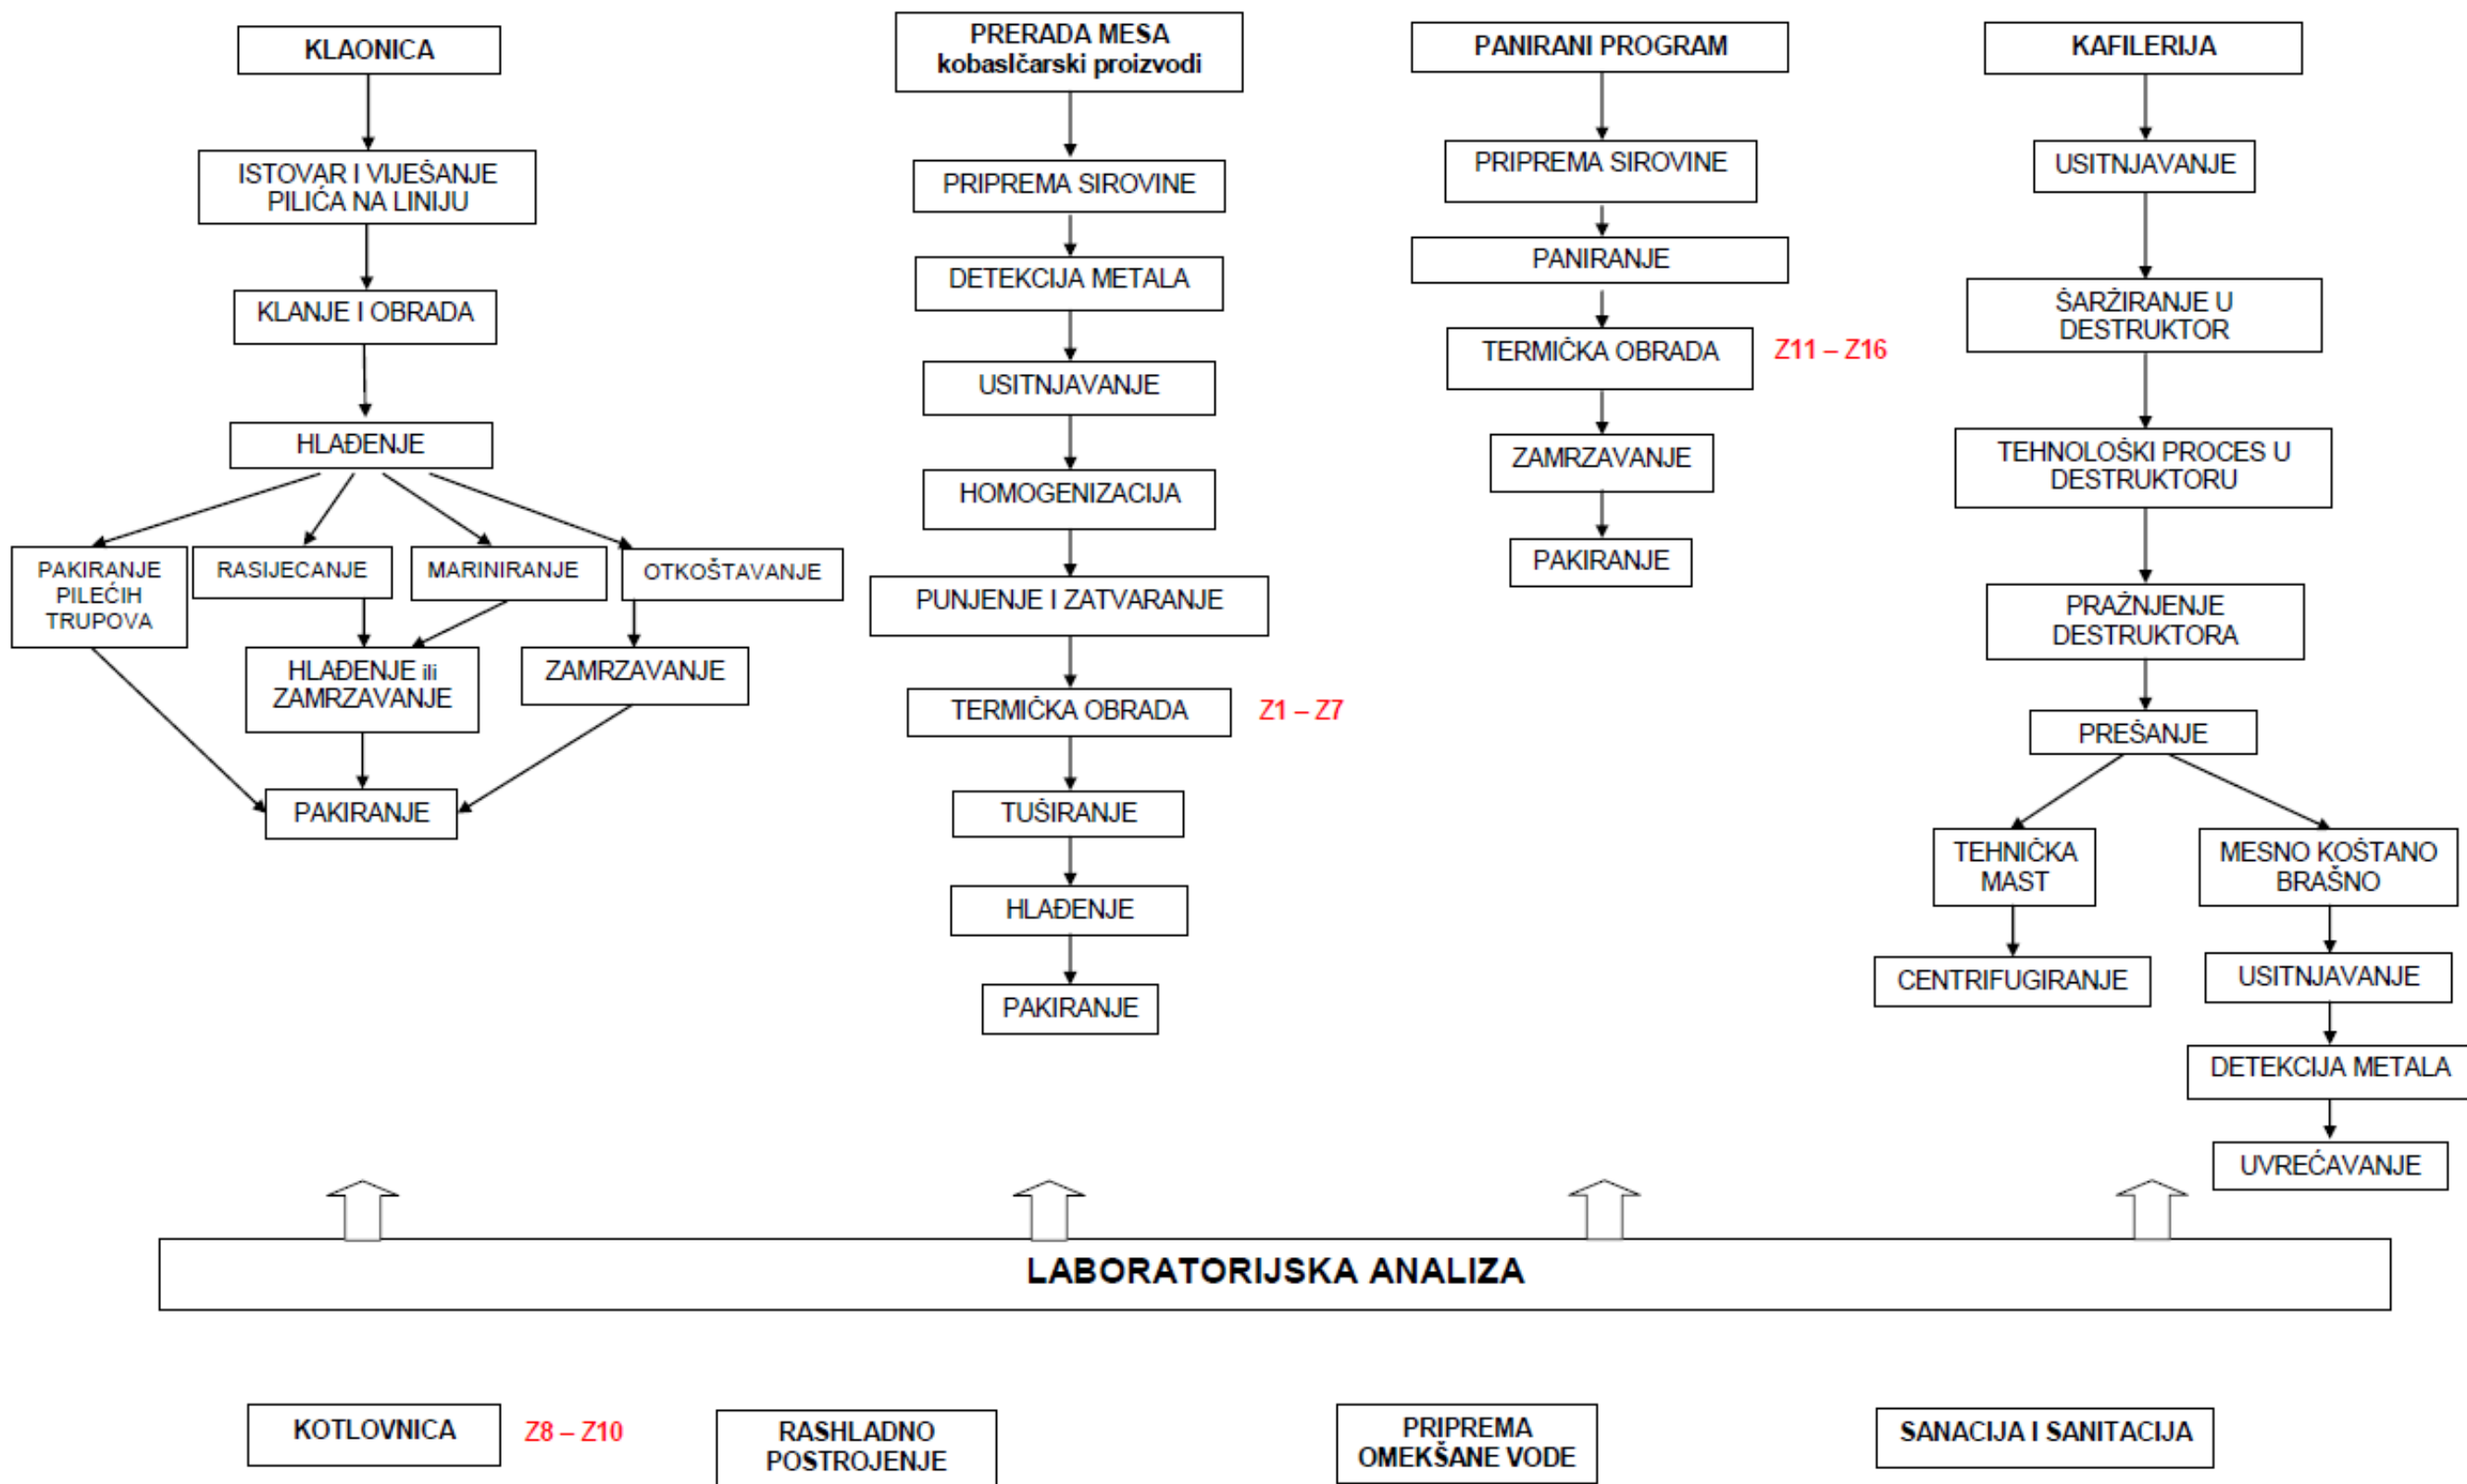 KLAONICA
ISTOVAR I VIJEŠANJE
PILIĆA NA LINIJU
KLANJE I OBRADA
HLAĐENJE
PAKIRANJE
PILEĆIH
TRUPOVA
RASIJECANJE
MARINIRANJE
OTKOŠTAVANJE
HLAĐENJE ili
ZAMRZAVANJE
ZAMRZAVANJE
PAKIRANJE
PRERADA MESA
kobasIčarski proizvodi
PRIPREMA SIROVINE
DETEKCIJA METALA
USITNJAVANJE
HOMOGENIZACIJA
PUNJENJE I ZATVARANJE
TERMIČKA OBRADA
Z1 – Z7
TUŠIRANJE
HLAĐENJE
PAKIRANJE
PANIRANI PROGRAM
PRIPREMA SIROVINE
PANIRANJE
TERMIČKA OBRADA
Z11 – Z16
ZAMRZAVANJE
PAKIRANJE
KAFILERIJA
USITNJAVANJE
ŠARŽIRANJE U
DESTRUKTOR
TEHNOLOŠKI PROCES U
DESTRUKTORU
PRAŽNJENJE
DESTRUKTORA
PREŠANJE
TEHNIČKA
MAST
CENTRIFUGIRANJE
MESNO KOŠTANO
BRAŠNO
USITNJAVANJE
DETEKCIJA METALA
UVREĆAVANJE
LABORATORIJSKA ANALIZA
KOTLOVNICA
Z8 – Z10
RASHLADNO
POSTROJENJE
PRIPREMA
OMEKŠANE VODE
SANACIJA I SANITACIJA